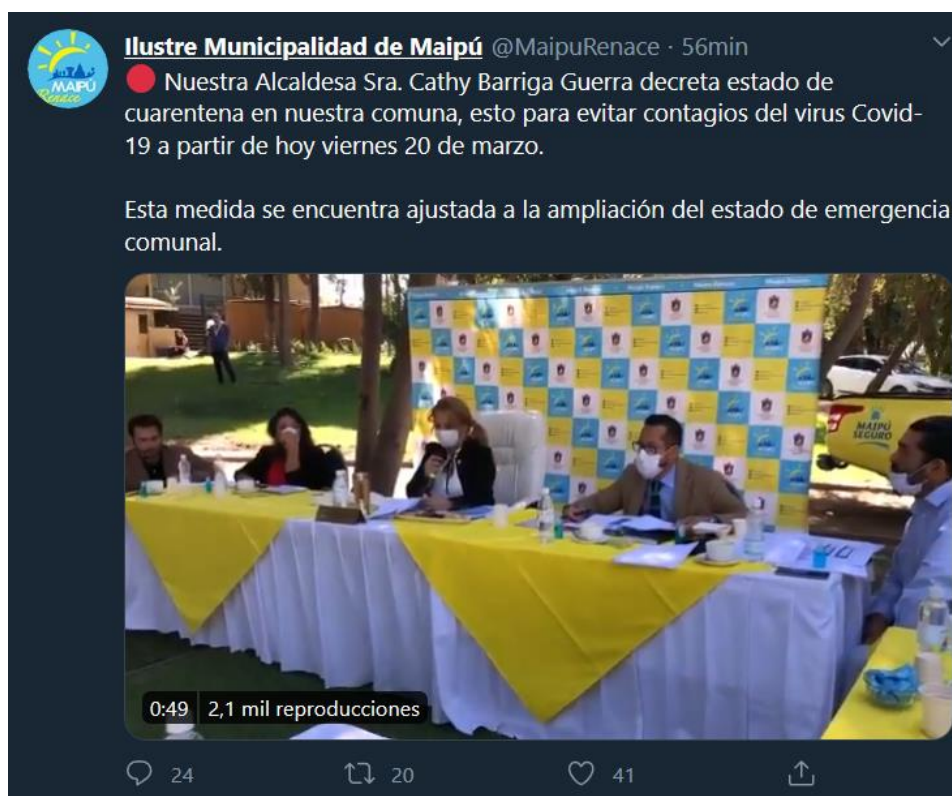 Ilustre Municipalidad de Maipú @MaipuRenace · 56min
🔴 Nuestra Alcaldesa Sra. Cathy Barriga Guerra decreta estado de
cuarentena en nuestra comuna, esto para evitar contagios del virus Covid-
19 a partir de hoy viernes 20 de marzo.
Esta medida se encuentra ajustada a la ampliación del estado de emergencia
comunal.
MAIPÚ
Renace
MAIPÚ
SEGURO
0:49 2,1 mil reproducciones
24 20 41